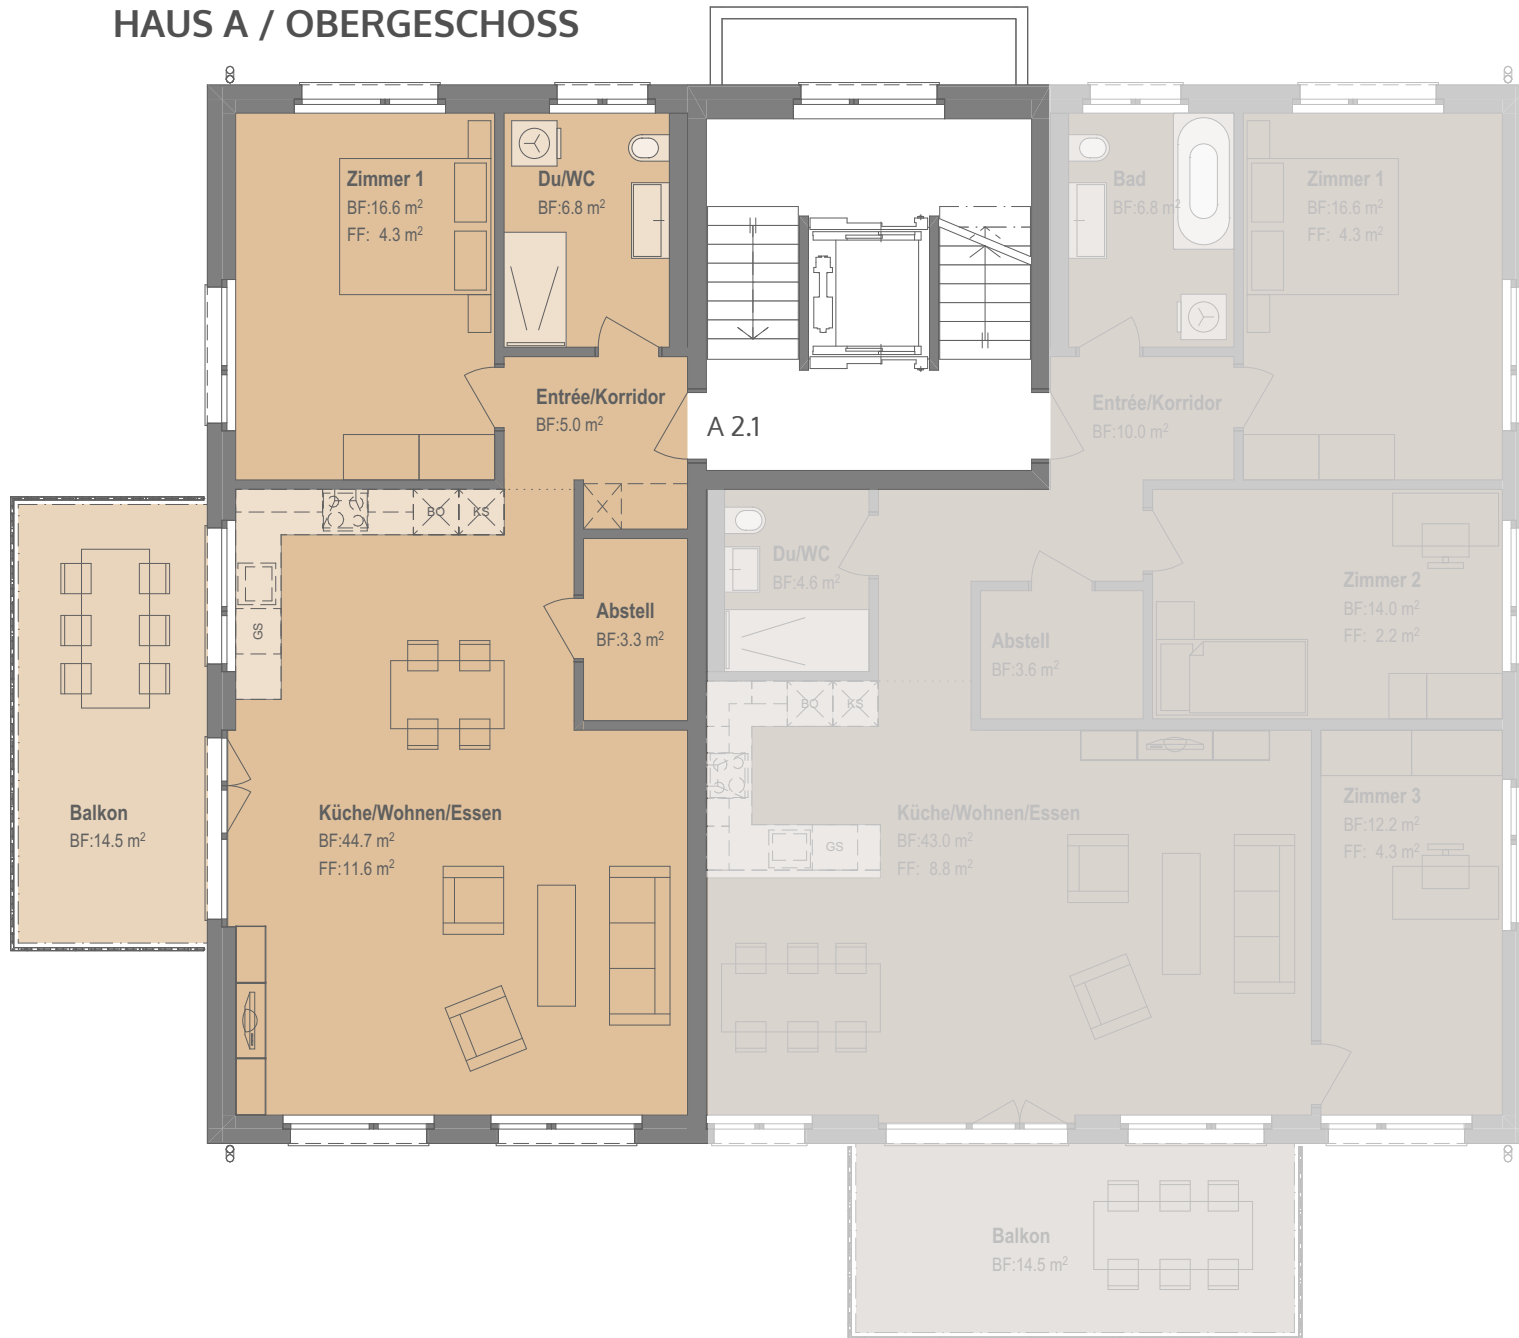 HAUS A / OBERGESCHOSS
Zimmer 1
BF:16.6 m²
FF: 4.3 m²
Du/WC
BF:6.8 m²
Bad
BF:6.8 m²
Zimmer 1
BF:16.6 m²
FF: 4.3 m²
Entrée/Korridor
BF:5.0 m²
A 2.1
Entrée/Korridor
BF:10.0 m²
BO
KS
GS
Abstell
BF:3.3 m²
Du/WC
BF:4.6 m²
Abstell
BF:3.6 m²
Zimmer 2
BF:14.0 m²
FF: 2.2 m²
BO
KS
Balkon
BF:14.5 m²
Küche/Wohnen/Essen
BF:44.7 m²
FF:11.6 m²
Küche/Wohnen/Essen
BF:43.0 m²
FF: 8.8 m²
GS
Zimmer 3
BF:12.2 m²
FF: 4.3 m²
Balkon
BF:14.5 m²